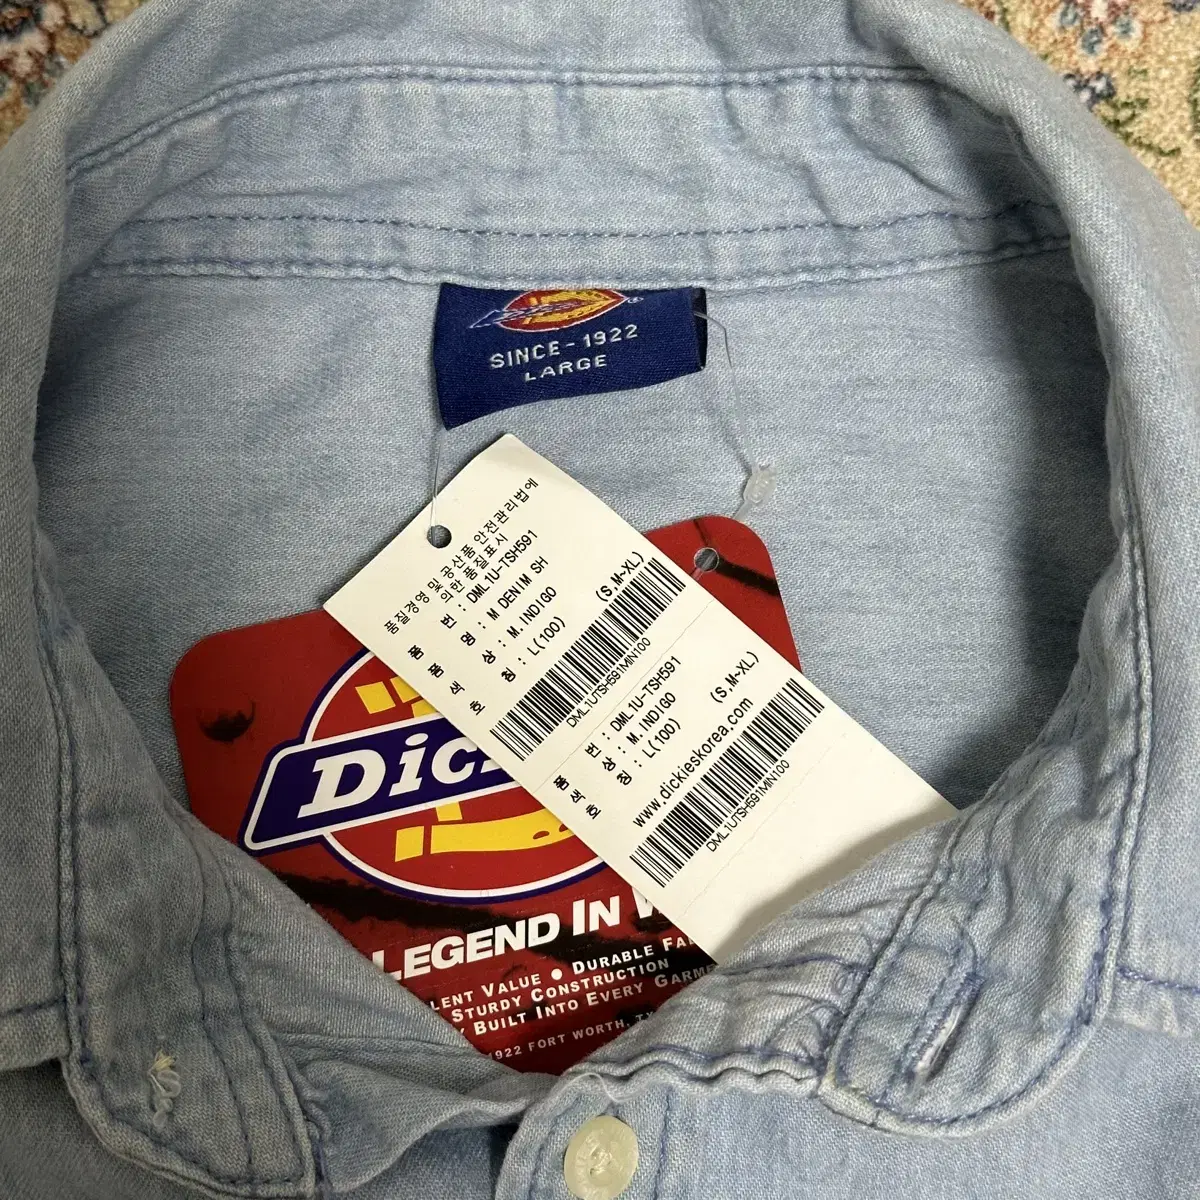 SINCE-1922
LARGE
품질경영 및 공산품 안전관리법에
의한 품질표시
품 번 : DML1U-TSH591
품 명 : M DENIM SH
색 상 : M.INDIGO
호 칭 : L(100) (S,M~XL)
DML1UTSH591MIN100
품 번 : DML1U-TSH591
색 상 : M.INDIGO
호 칭 : L(100) (S,M~XL)
www.dickieskorea.com
DML1UTSH591MIN100
Dic
LEGEND IN
LENT VALUE ● DURABLE
STURDY CONSTRUCTION
BUILT INTO EVERY
1922 FORT WORTH,